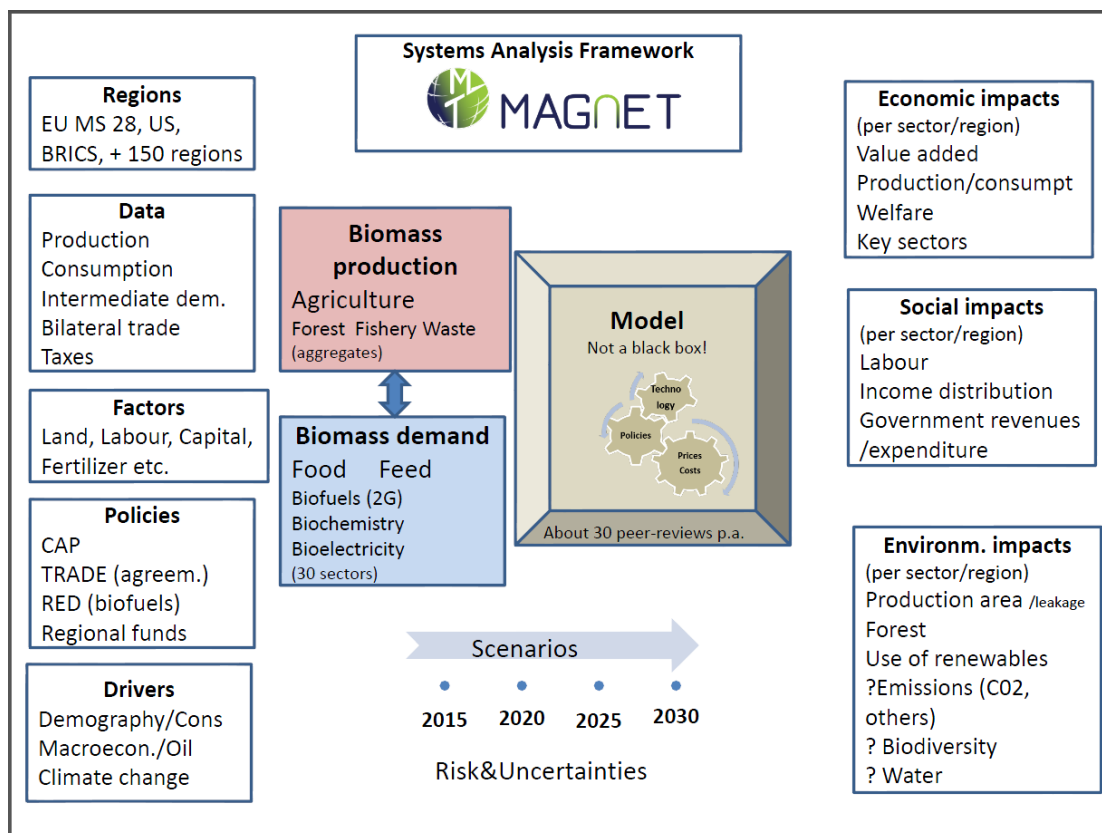 Systems Analysis Framework
MT MAGNET
Regions
EU MS 28, US,
BRICS, + 150 regions
Data
Production
Consumption
Intermediate dem.
Bilateral trade
Taxes
Factors
Land, Labour, Capital,
Fertilizer etc.
Policies
CAP
TRADE (agreem.)
RED (biofuels)
Regional funds
Drivers
Demography/Cons
Macroecon./Oil
Climate change
Biomass
production
Agriculture
Forest Fishery Waste
(aggregates)
Biomass demand
Food Feed
Biofuels (2G)
Biochemistry
Bioelectricity
(30 sectors)
Model
Not a black box!
Techno
logy
Policies
Prices
Costs
About 30 peer-reviews p.a.
Scenarios
2015 2020 2025 2030
Risk&Uncertainties
Economic impacts
(per sector/region)
Value added
Production/consumpt
Welfare
Key sectors
Social impacts
(per sector/region)
Labour
Income distribution
Government revenues
/expenditure
Environm. impacts
(per sector/region)
Production area /leakage
Forest
Use of renewables
?Emissions (C02,
others)
? Biodiversity
? Water